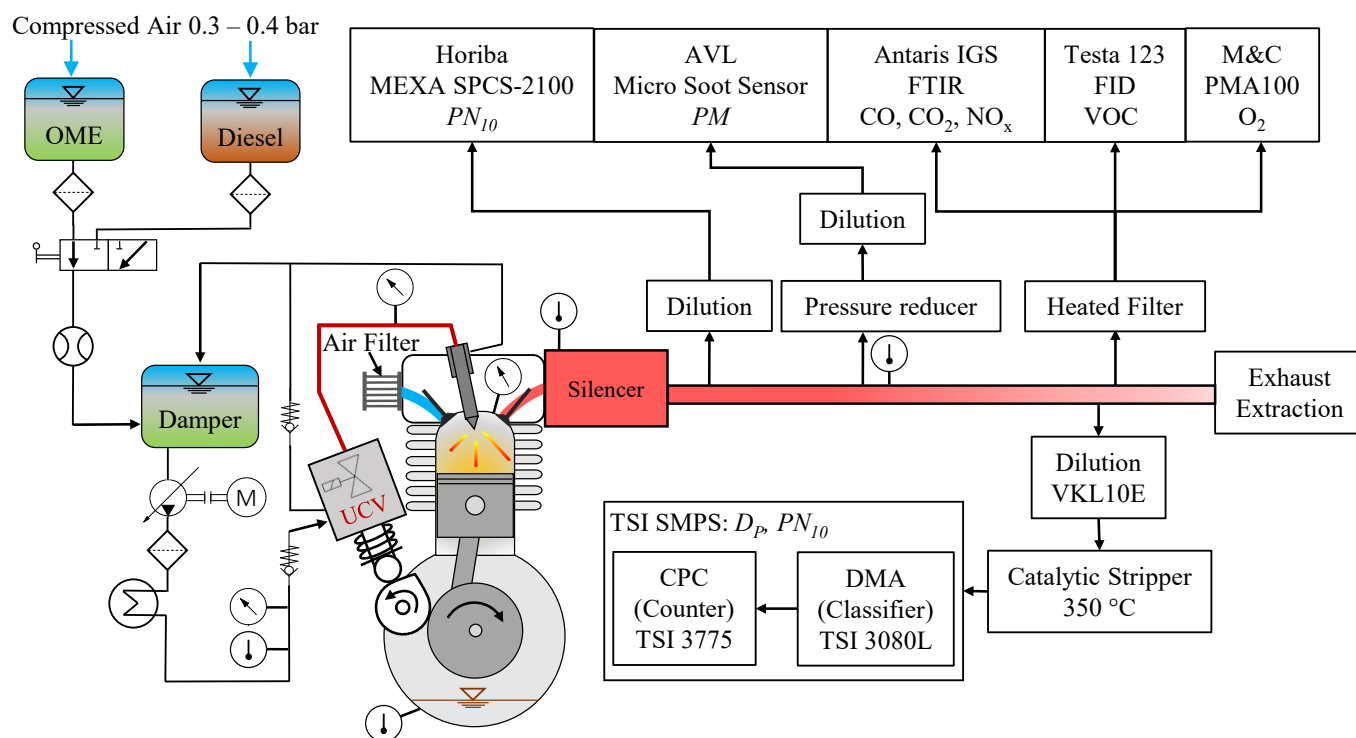 Compressed Air 0.3 – 0.4 bar
OME
Diesel
Horiba
MEXA SPCS-2100
PN₁₀
AVL
Micro Soot Sensor
PM
Antaris IGS
FTIR
CO, CO₂, NOₓ
Testa 123
FID
VOC
M&C
PMA100
O₂
Dilution
Dilution
Pressure reducer
Heated Filter
Air Filter
Silencer
Exhaust
Extraction
Damper
M
UCV
Dilution
VKL10E
TSI SMPS: D_P, PN₁₀
CPC
(Counter)
TSI 3775
DMA
(Classifier)
TSI 3080L
Catalytic Stripper
350 °C